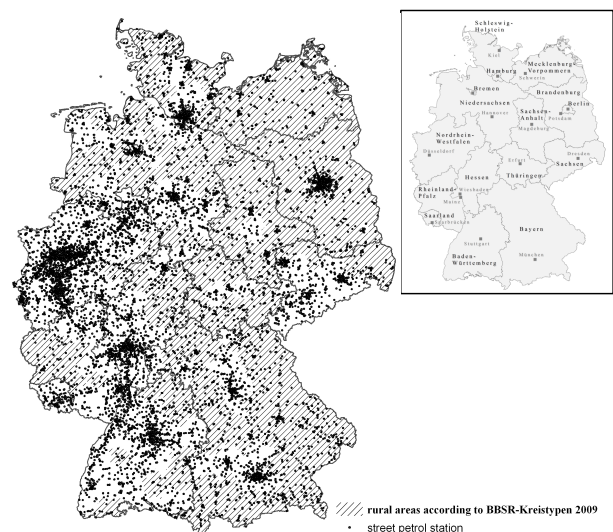 Schleswig-
Holstein
Kiel
Mecklenburg-
Vorpommern
Hamburg
Schwerin
Bremen
Brandenburg
Niedersachsen
Berlin
Hannover
Sachsen-
Anhalt
Potsdam
Magdeburg
Nordrhein-
Westfalen
Düsseldorf
Erfurt
Dresden
Sachsen
Hessen
Thüringen
Rheinland-
Pfalz
Wiesbaden
Mainz
Saarland
Saarbrücken
Bayern
Stuttgart
Baden-
Württemberg
München
rural areas according to BBSR-Kreistypen 2009
street petrol station